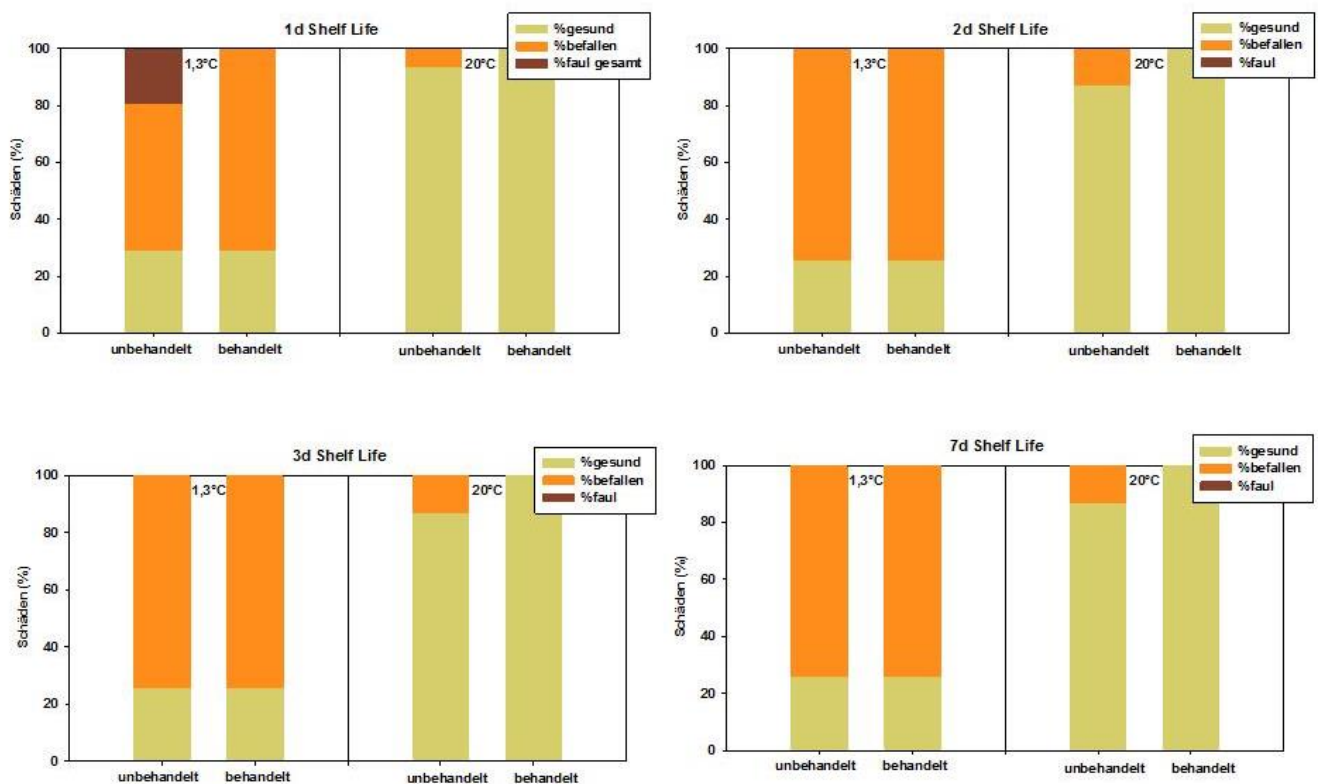 1d Shelf Life
%gesund
%befallen
%faul gesamt
1,3°C
20°C
Schäden (%)
100
80
60
40
20
0
unbehandelt behandelt unbehandelt behandelt
2d Shelf Life
%gesund
%befallen
%faul
1,3°C
20°C
Schäden (%)
100
80
60
40
20
0
unbehandelt behandelt unbehandelt behandelt
3d Shelf Life
%gesund
%befallen
%faul
1,3°C
20°C
Schäden (%)
100
80
60
40
20
0
unbehandelt behandelt unbehandelt behandelt
7d Shelf Life
%gesund
%befallen
%faul
1,3°C
20°C
Schäden (%)
100
80
60
40
20
0
unbehandelt behandelt unbehandelt behandelt